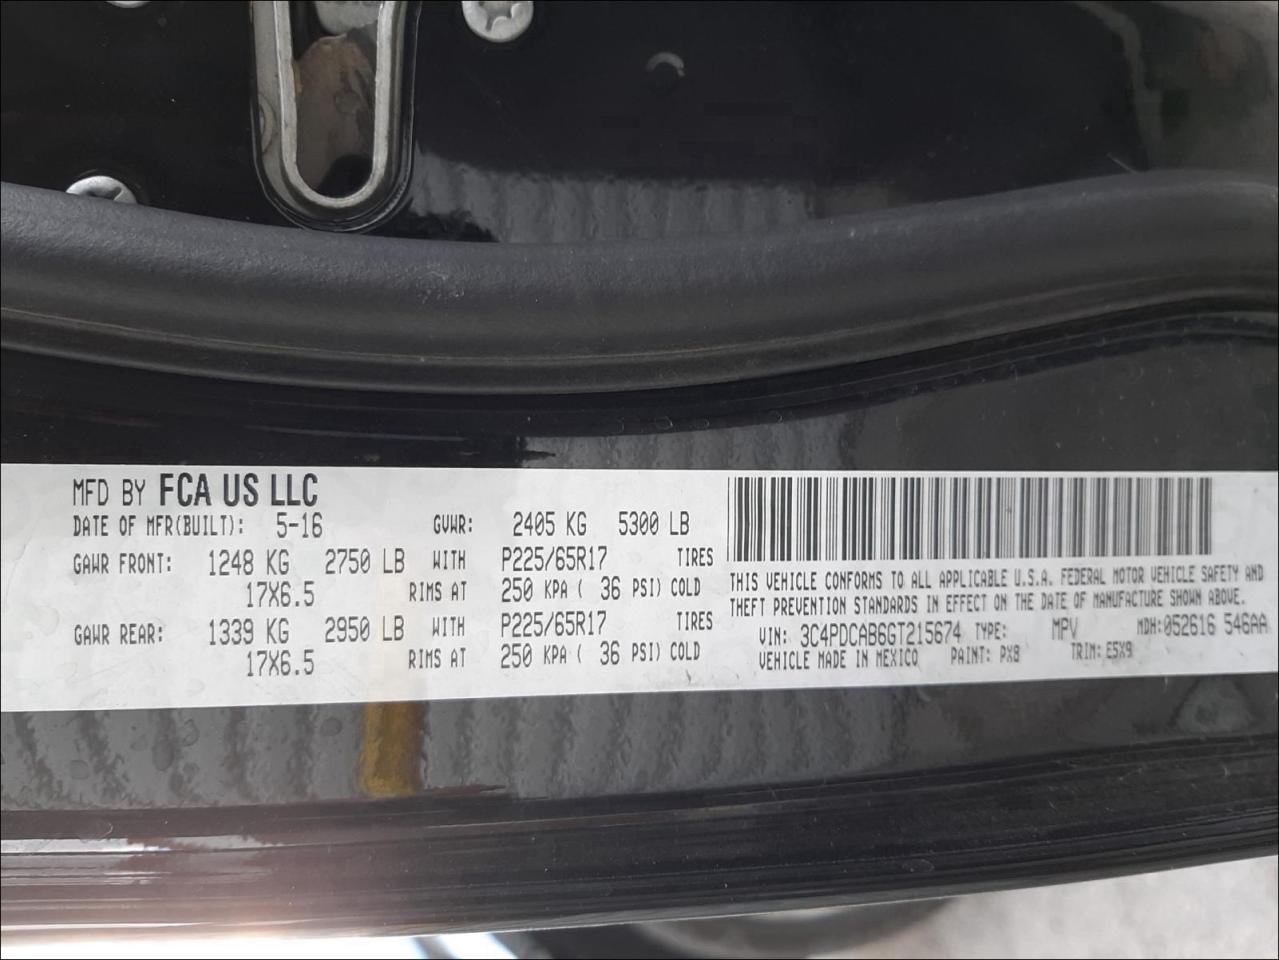 MFD BY FCA US LLC
DATE OF MFR(BUILT): 5-16 GVWR: 2405 KG 5300 LB
GAWR FRONT: 1248 KG 2750 LB WITH P225/65R17 TIRES
17X6.5 RIMS AT 250 KPA ( 36 PSI) COLD
GAWR REAR: 1339 KG 2950 LB WITH P225/65R17 TIRES
17X6.5 RIMS AT 250 KPA ( 36 PSI) COLD
THIS VEHICLE CONFORMS TO ALL APPLICABLE U.S.A. FEDERAL MOTOR VEHICLE SAFETY AND
THEFT PREVENTION STANDARDS IN EFFECT ON THE DATE OF MANUFACTURE SHOWN ABOVE.
VIN: 3C4PDCAB6GT215674 TYPE: MPV MDH:052616 546AA
VEHICLE MADE IN MEXICO PAINT: PX8 TRIM: E5X9